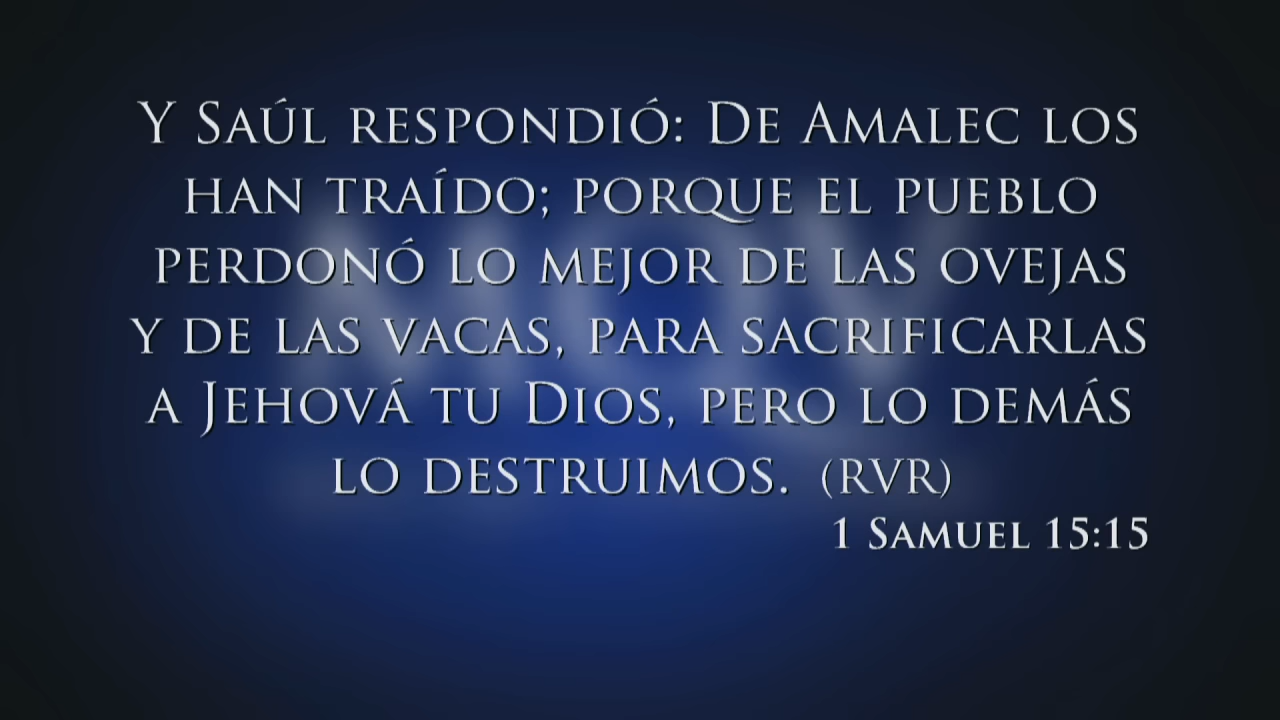 Y Saúl respondió: De Amalec los
han traído; porque el pueblo
perdonó lo mejor de las ovejas
y de las vacas, para sacrificarlas
a Jehová tu Dios, pero lo demás
lo destruimos. (RVR)
1 Samuel 15:15